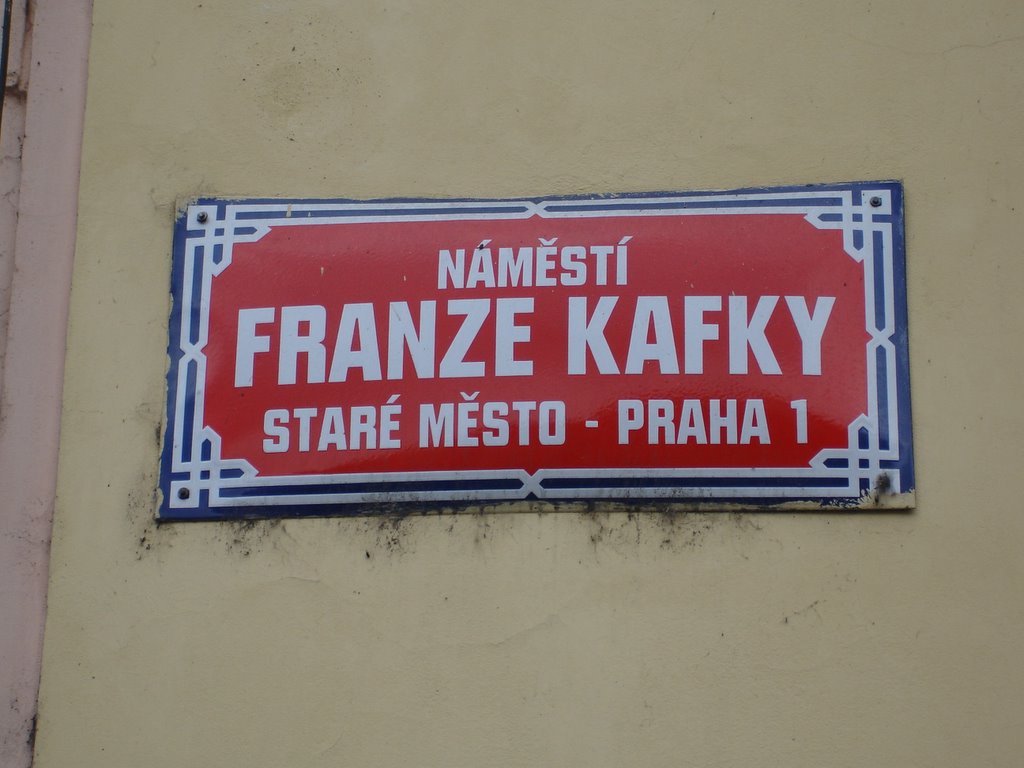 NÁMĚSTÍ
FRANZE KAFKY
STARÉ MĚSTO - PRAHA 1